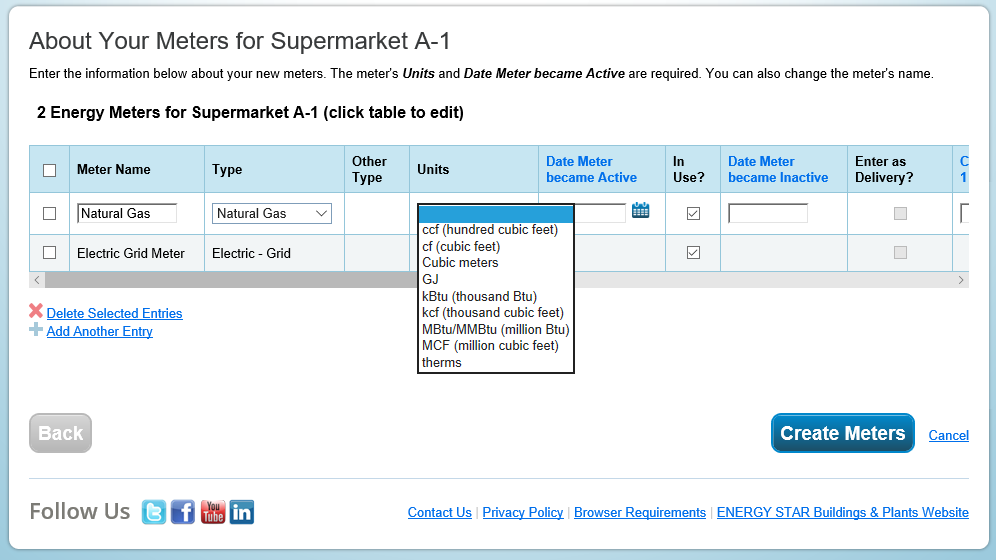 About Your Meters for Supermarket A-1
Enter the information below about your new meters. The meter's Units and Date Meter became Active are required. You can also change the meter's name.
2 Energy Meters for Supermarket A-1 (click table to edit)
Meter Name
Type
Other
Type
Units
Date Meter
became Active
In
Use?
Date Meter
became Inactive
Enter as
Delivery?
C
1
Natural Gas
Natural Gas
ccf (hundred cubic feet)
cf (cubic feet)
Cubic meters
GJ
kBtu (thousand Btu)
kcf (thousand cubic feet)
MBtu/MMBtu (million Btu)
MCF (million cubic feet)
therms
Electric Grid Meter
Electric - Grid
Delete Selected Entries
Add Another Entry
Back
Create Meters
Cancel
Follow Us
You
Tube
in
Contact Us | Privacy Policy | Browser Requirements | ENERGY STAR Buildings & Plants Website